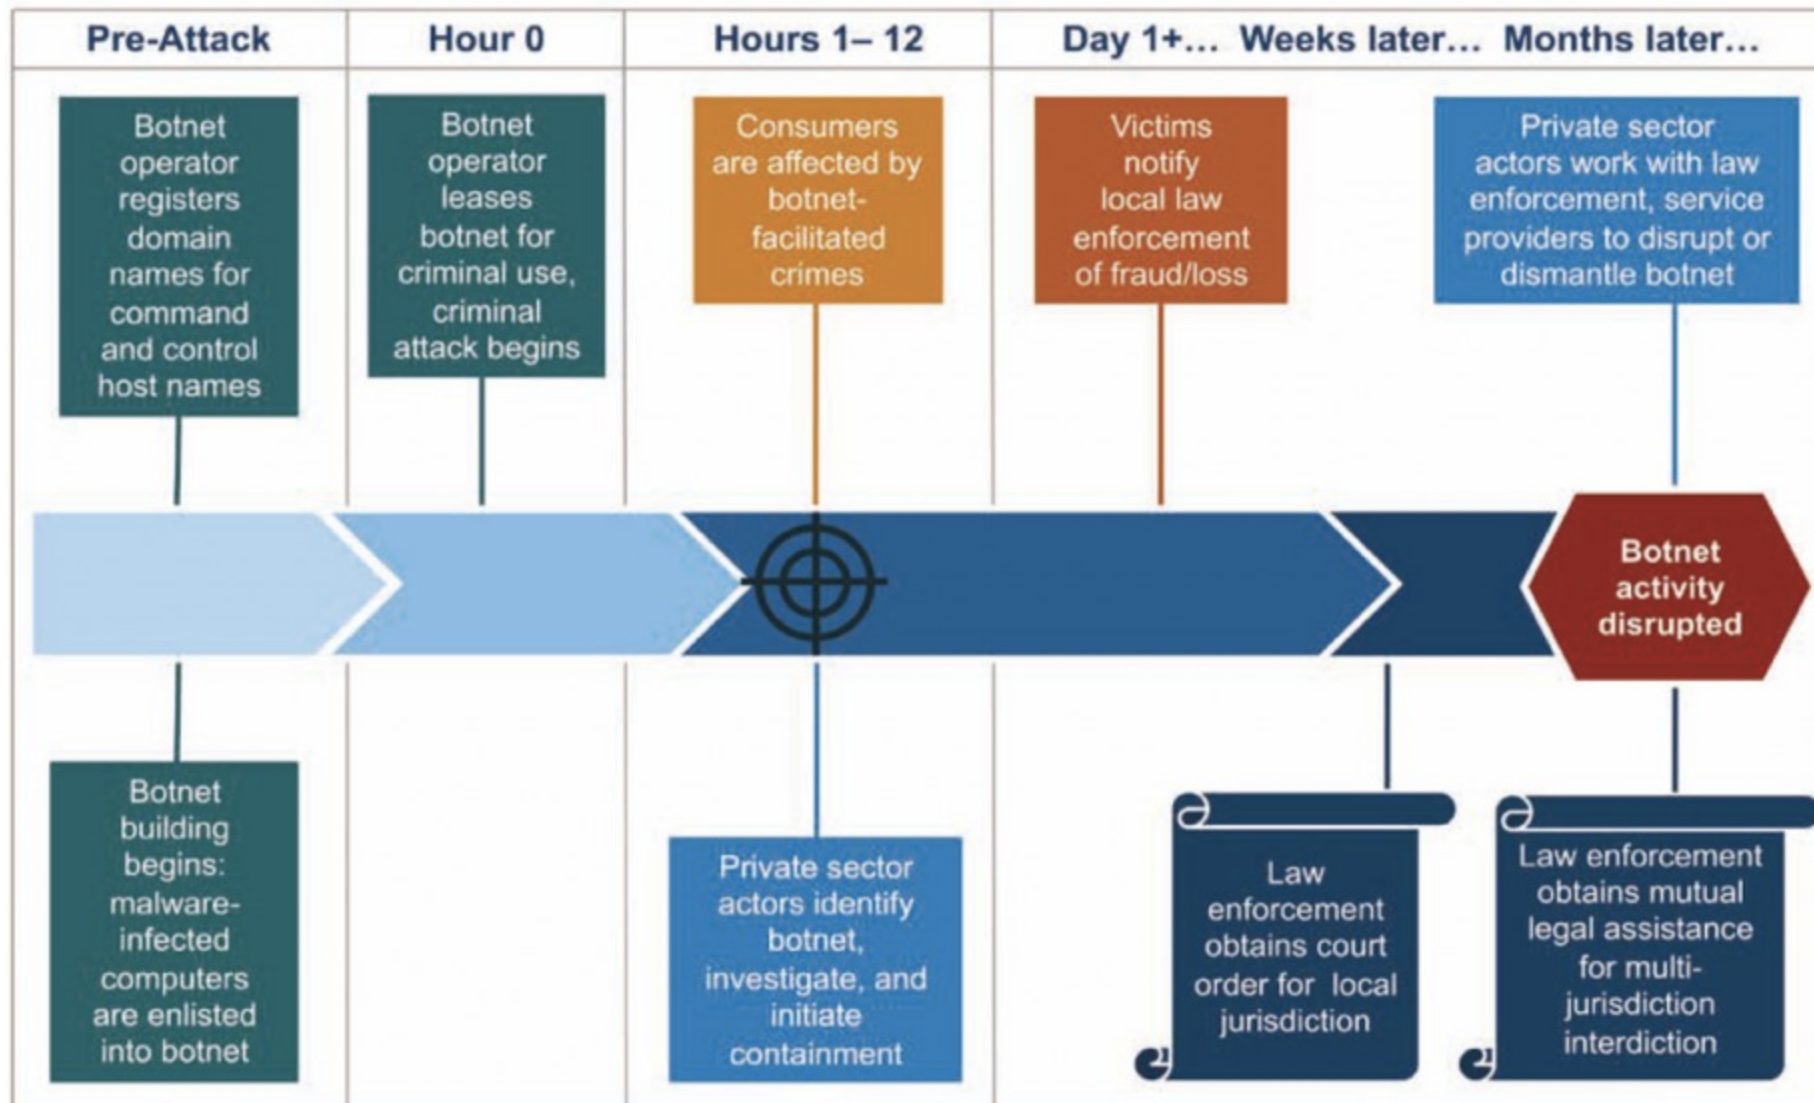 Pre-Attack
Hour 0
Hours 1– 12
Day 1+… Weeks later… Months later…
Botnet
operator
registers
domain
names for
command
and control
host names
Botnet
operator
leases
botnet for
criminal use,
criminal
attack begins
Consumers
are affected by
botnet-
facilitated
crimes
Victims
notify
local law
enforcement
of fraud/loss
Private sector
actors work with law
enforcement, service
providers to disrupt or
dismantle botnet
Botnet
activity
disrupted
Botnet
building
begins:
malware-
infected
computers
are enlisted
into botnet
Private sector
actors identify
botnet,
investigate, and
initiate
containment
Law
enforcement
obtains court
order for local
jurisdiction
Law enforcement
obtains mutual
legal assistance
for multi-
jurisdiction
interdiction